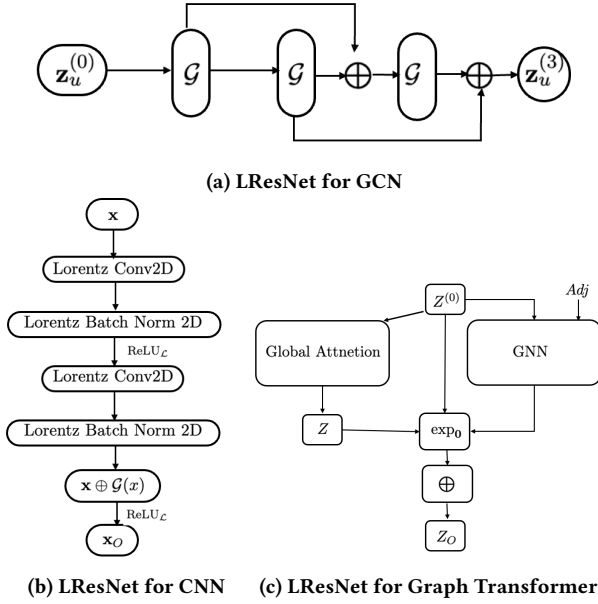 z_u^(0) 𝒢 𝒢 ⊕ 𝒢 ⊕ z_u^(3)
(a) LResNet for GCN
x
Lorentz Conv2D
Lorentz Batch Norm 2D
ReLU_ℒ
Lorentz Conv2D
Lorentz Batch Norm 2D
x ⊕ 𝒢(x)
ReLU_ℒ
x_O
(b) LResNet for CNN
Z^(0)
Adj
Global Attnetion
GNN
Z
exp_0
⊕
Z_O
(c) LResNet for Graph Transformer